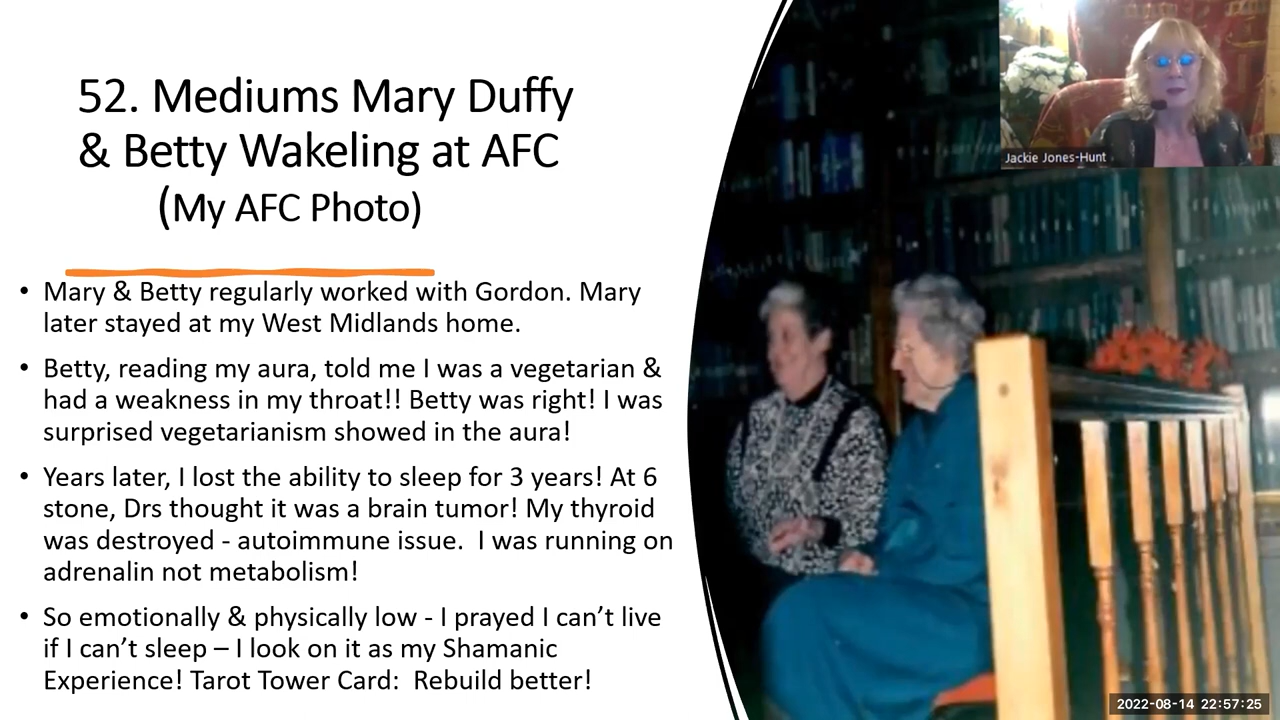 52. Mediums Mary Duffy
& Betty Wakeling at AFC
(My AFC Photo)
• Mary & Betty regularly worked with Gordon. Mary
later stayed at my West Midlands home.
• Betty, reading my aura, told me I was a vegetarian &
had a weakness in my throat!! Betty was right! I was
surprised vegetarianism showed in the aura!
• Years later, I lost the ability to sleep for 3 years! At 6
stone, Drs thought it was a brain tumor! My thyroid
was destroyed - autoimmune issue.  I was running on
adrenalin not metabolism!
• So emotionally & physically low - I prayed I can’t live
if I can’t sleep – I look on it as my Shamanic
Experience! Tarot Tower Card:  Rebuild better!
Jackie Jones-Hunt
2022-08-14 22:57:25